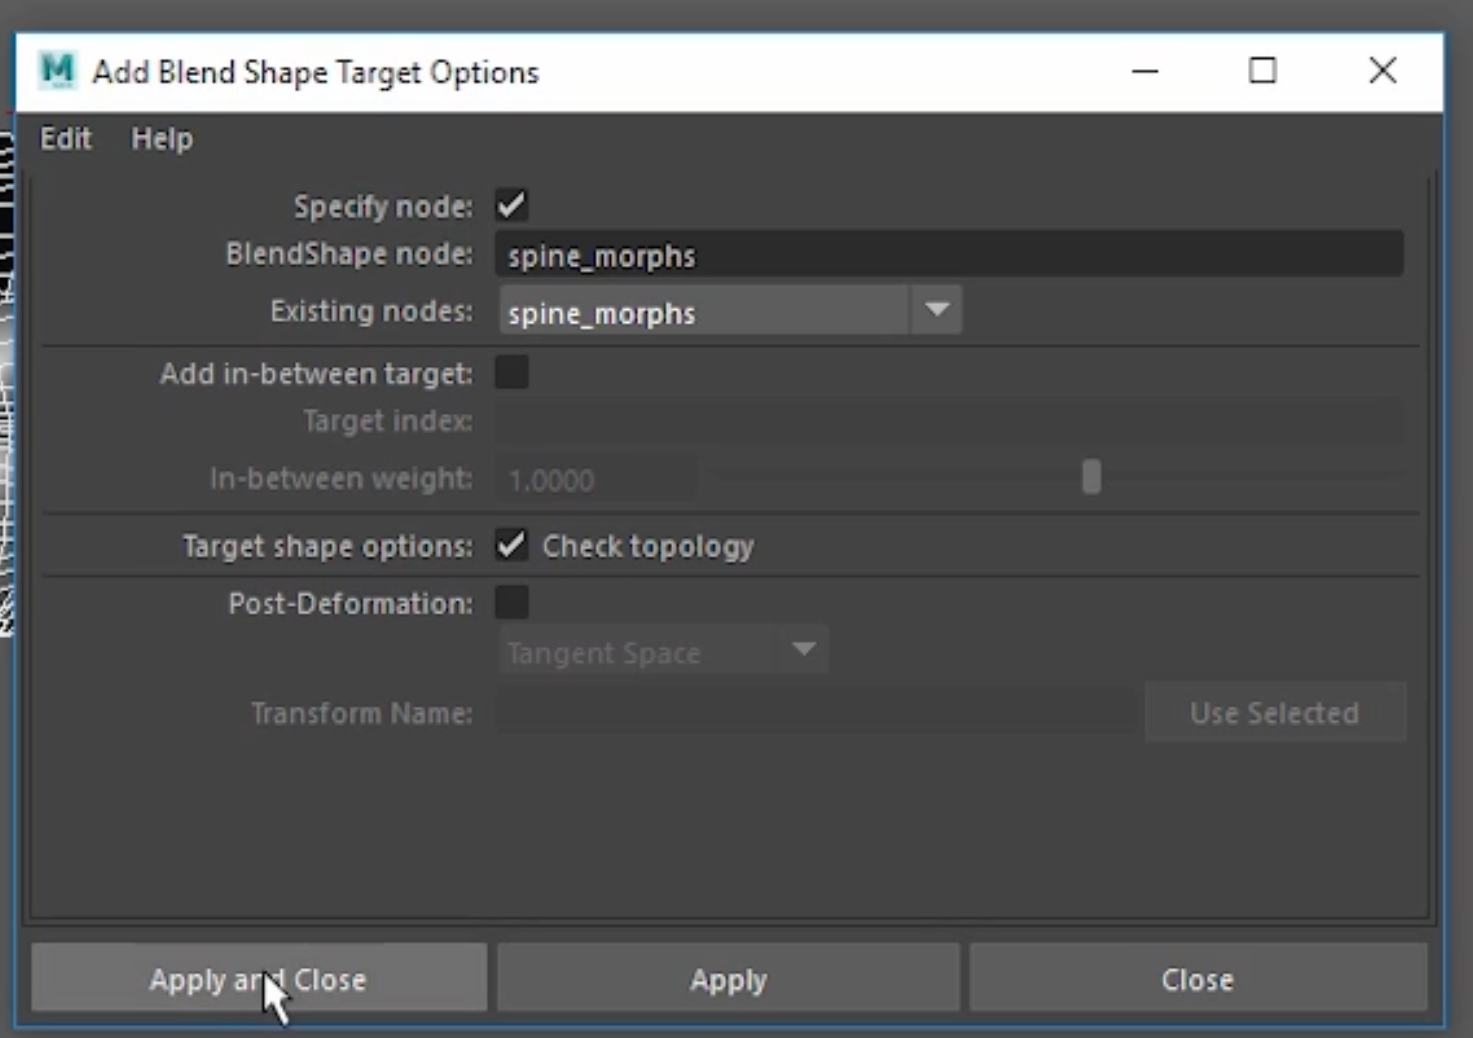 Add Blend Shape Target Options
Edit Help
Specify node:
BlendShape node: spine_morphs
Existing nodes: spine_morphs
Add in-between target:
Target index:
In-between weight: 1.0000
Target shape options: Check topology
Post-Deformation:
Tangent Space
Transform Name: Use Selected
Apply and Close Apply Close